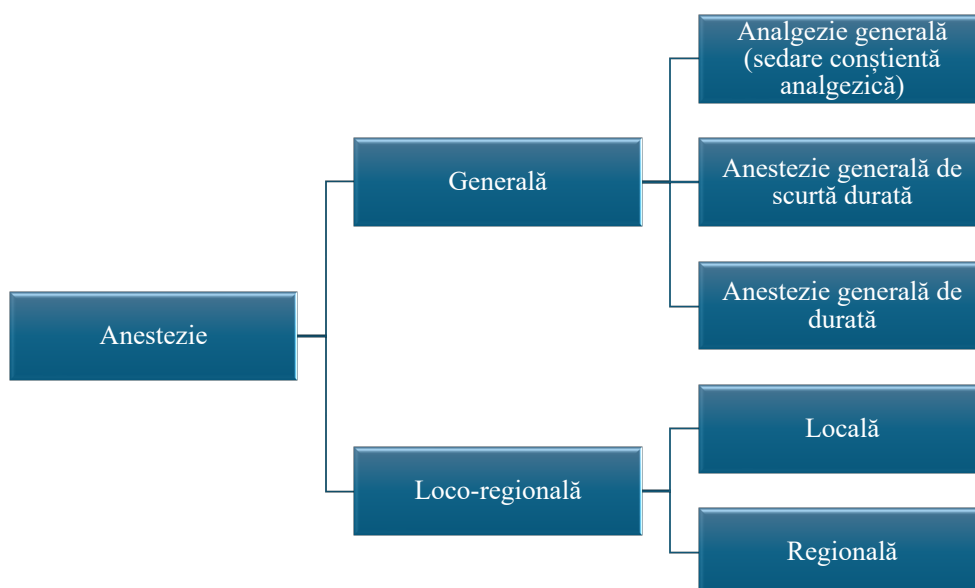 Anestezie
Generală
Analgezie generală
(sedare conștientă
analgezică)
Anestezie generală de
scurtă durată
Anestezie generală de
durată
Loco-regională
Locală
Regională